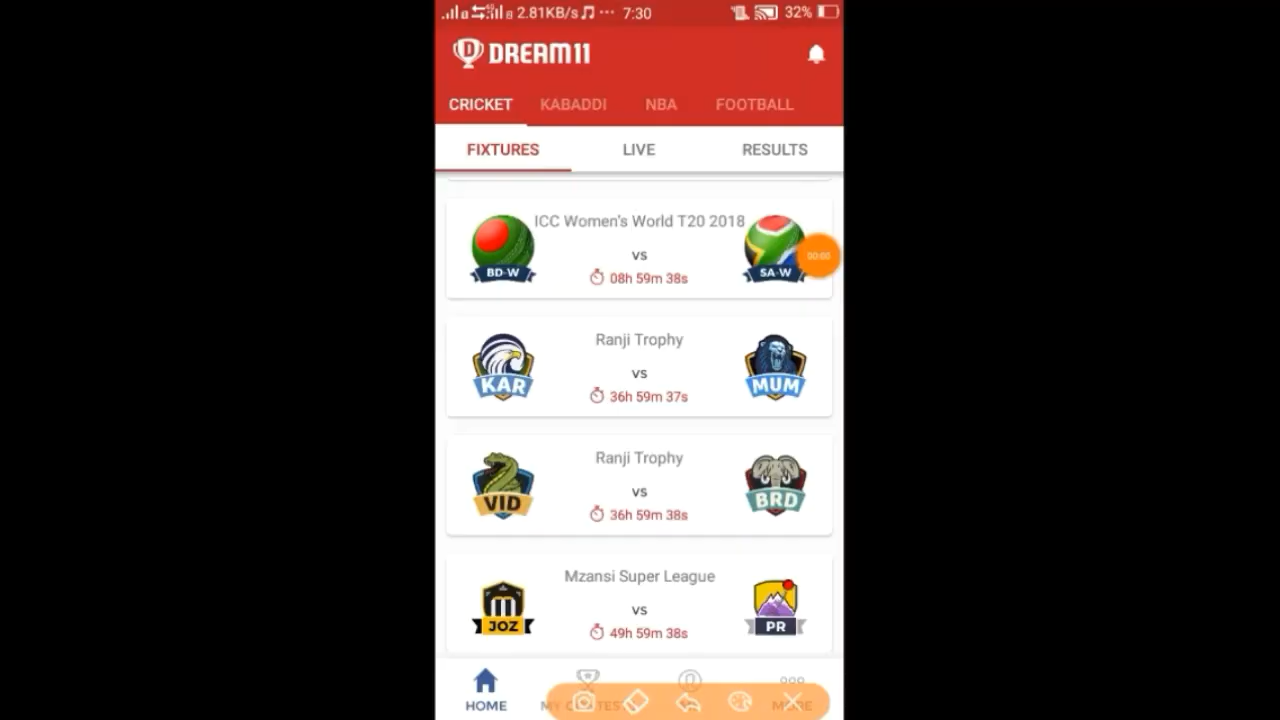 2.81KB/s 7:30 32%
DREAM11
CRICKET KABADDI NBA FOOTBALL
FIXTURES LIVE RESULTS
ICC Women's World T20 2018
vs
BD-W SA-W
08h 59m 38s
Ranji Trophy
vs
KAR MUM
36h 59m 37s
Ranji Trophy
vs
VID BRD
36h 59m 38s
Mzansi Super League
vs
JOZ PR
49h 59m 38s
HOME